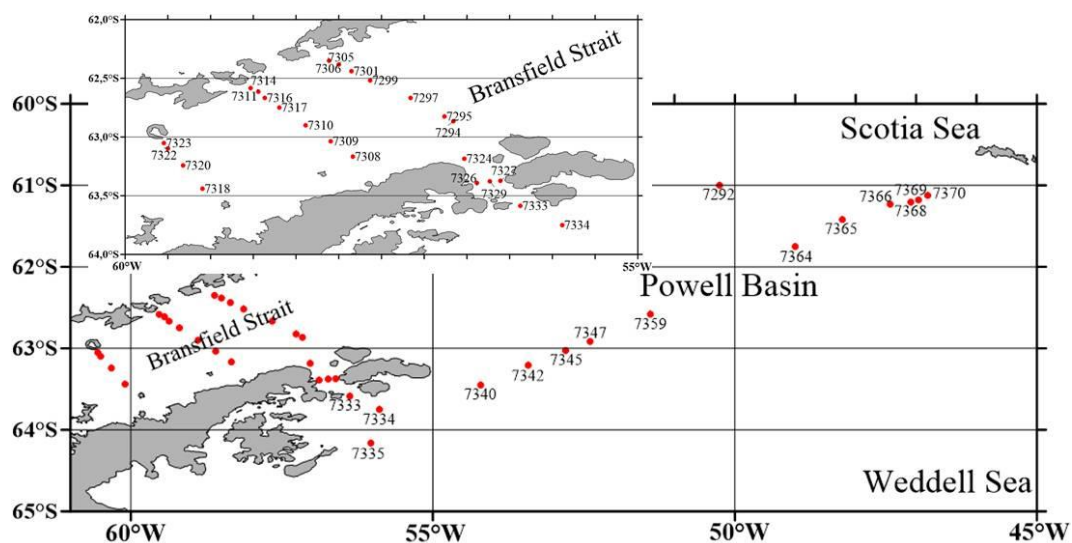 62,0°S
62,5°S
63,0°S
63,5°S
64,0°S
60°W
55°W
Bransfield Strait
7305
7306
7301
7299
7314
7311
7316
7317
7297
7295
7294
7310
7309
7308
7323
7322
7320
7318
7324
7327
7326
7329
7333
7334
60°S
61°S
62°S
63°S
64°S
65°S
Scotia Sea
7292
7366
7369
7370
7368
7365
7364
Powell Basin
7359
7347
7345
7342
7340
Bransfield Strait
7333
7334
7335
Weddell Sea
60°W
55°W
50°W
45°W